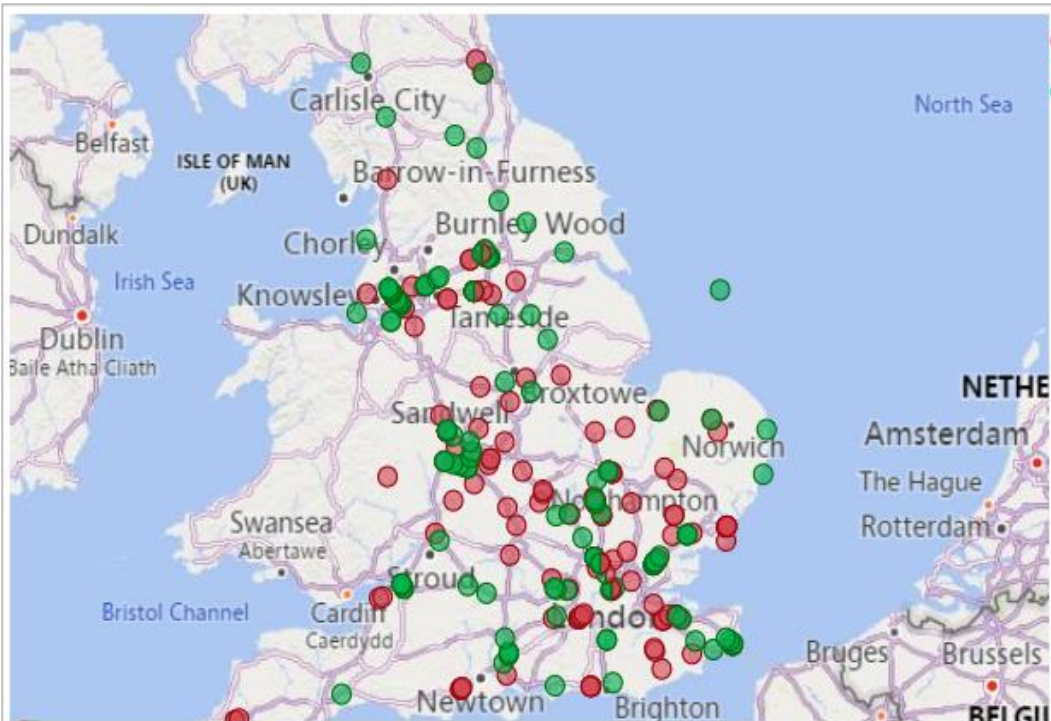 North Sea
Carlisle City
Belfast
ISLE OF MAN
(UK)
Barrow-in-Furness
Dundalk
Burnley Wood
Chorley
Irish Sea
Knowsley
Tameside
Dublin
Baile Atha Cliath
Broxtowe
NETHE
Sandwell
Norwich
Amsterdam
The Hague
Northampton
Swansea
Abertawe
Rotterdam
Stroud
Bristol Channel
Cardiff
Caerdydd
London
Bruges
Brussels
Newtown
Brighton
BELGIU